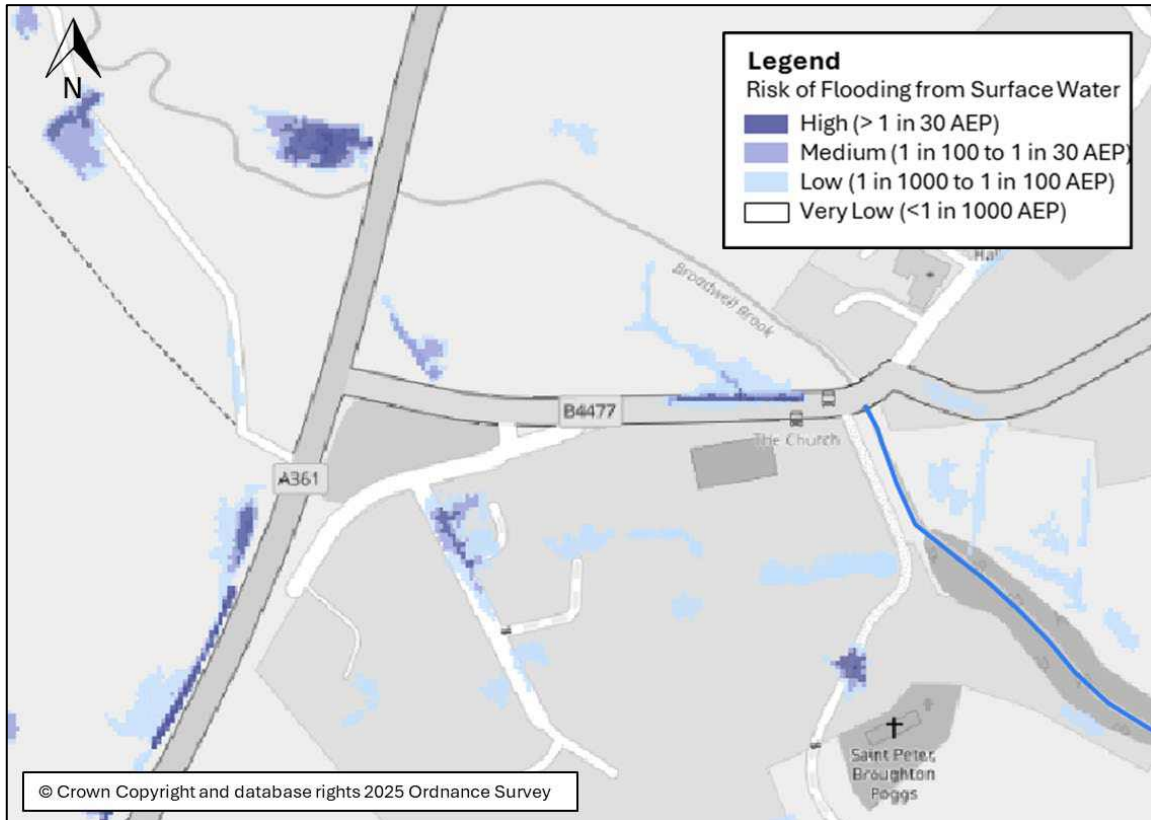 N
Legend
Risk of Flooding from Surface Water
High (> 1 in 30 AEP)
Medium (1 in 100 to 1 in 30 AEP)
Low (1 in 1000 to 1 in 100 AEP)
Very Low (<1 in 1000 AEP)
Broadwell Brook
B4477
The Church
A361
Saint Peter,
Broughton
Poggs
© Crown Copyright and database rights 2025 Ordnance Survey